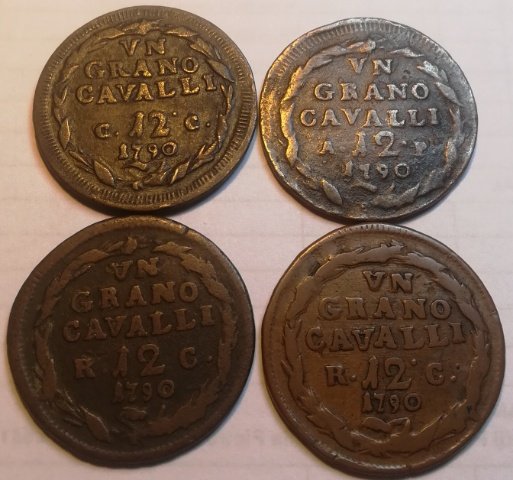 VN
GRANO
CAVALLI
C. 12 C.
1790
VN
GRANO
CAVALLI
A 12 P.
1790
VN
GRANO
CAVALLI
R. 12 C.
1790
VN
GRANO
CAVALLI
R. 12 C.
1790